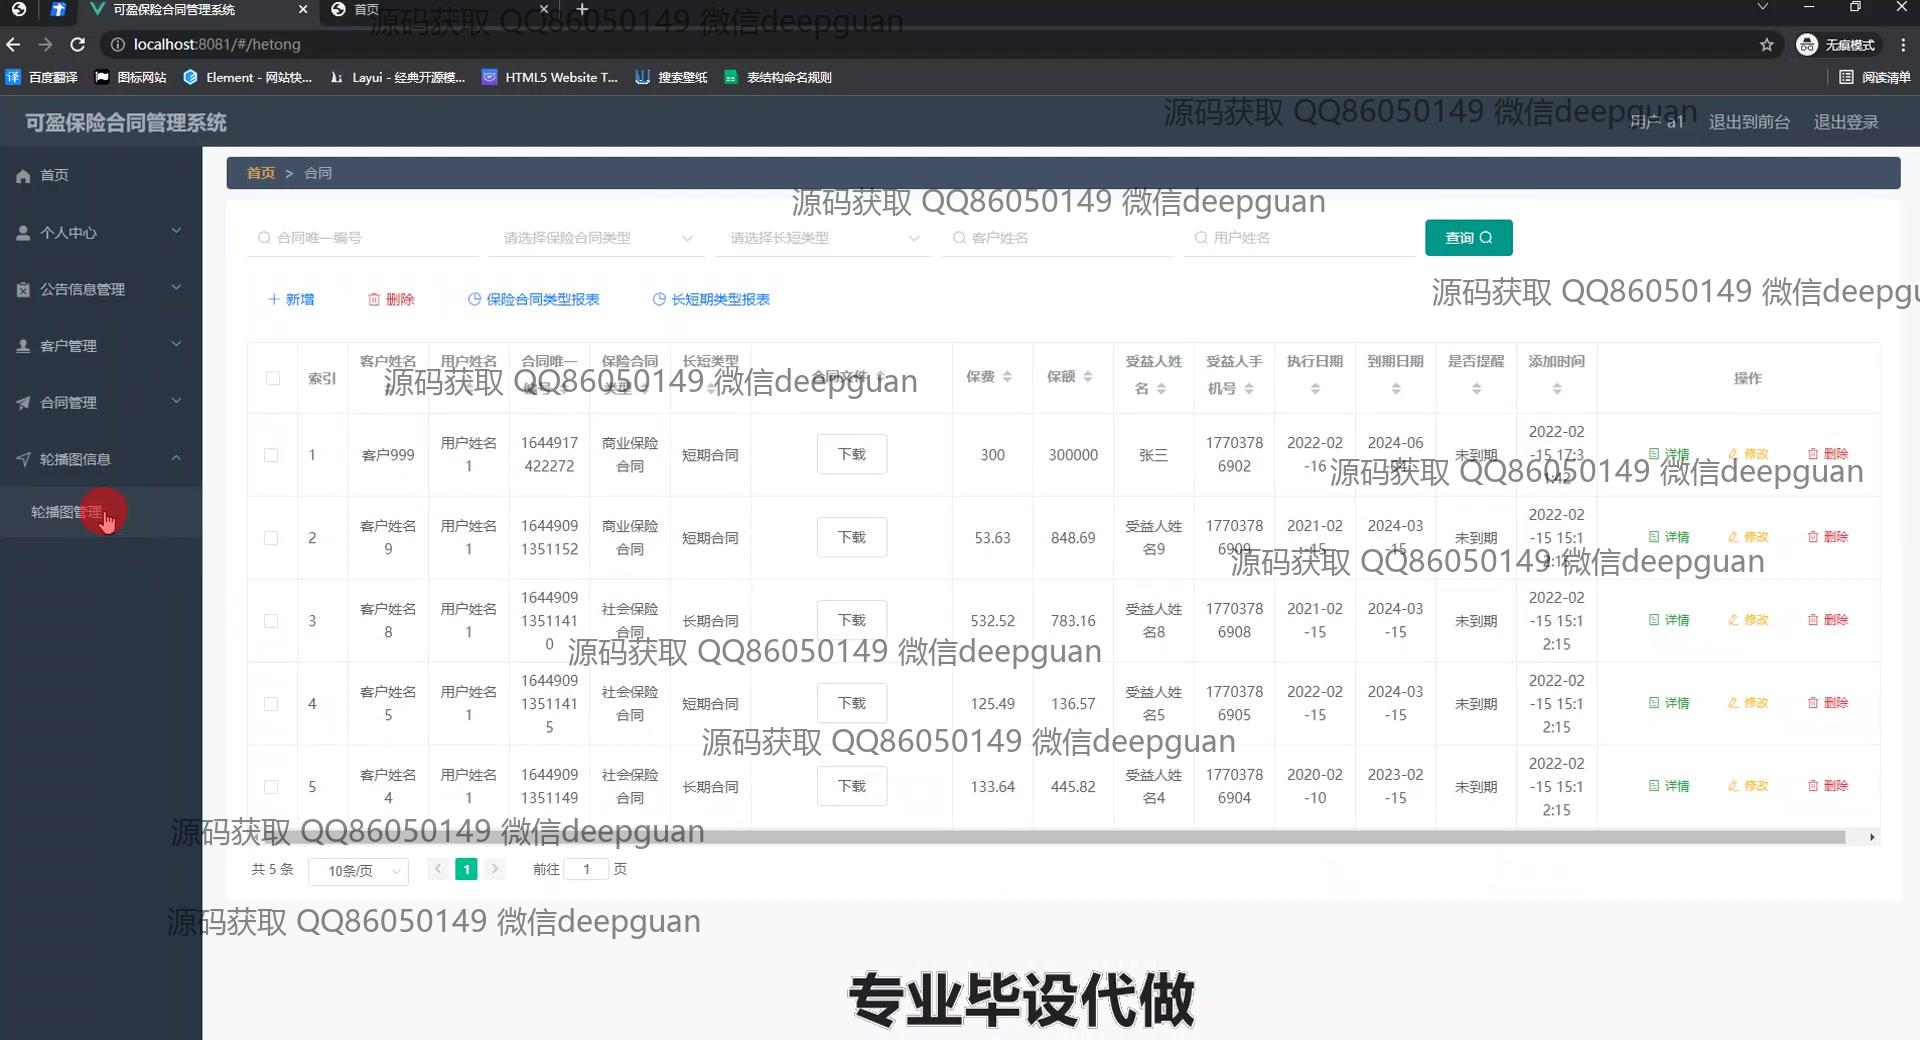 可盈保险合同管理系统
首页
localhost:8081/#/hetong
无痕模式
百度翻译
图标网站
Element - 网站快...
Layui - 经典开源模...
HTML5 Website T...
搜索壁纸
表结构命名规则
阅读清单
源码获取 QQ86050149 微信deepguan
可盈保险合同管理系统
源码获取 QQ86050149 微信deepguan
用户 a1
退出到前台
退出登录
首页
个人中心
公告信息管理
客户管理
合同管理
轮播图信息
轮播图管理
首页 > 合同
源码获取 QQ86050149 微信deepguan
合同唯一编号
请选择保险合同类型
请选择长短类型
客户姓名
用户姓名
查询
源码获取 QQ86050149 微信deepgu
新增
删除
保险合同类型报表
长短期类型报表
索引
客户姓名
用户姓名
合同唯一编号
保险合同类型
长短类型
合同文件
保费
保额
受益人姓名
受益人手机号
执行日期
到期日期
是否提醒
添加时间
操作
源码获取 QQ86050149 微信deepguan
1 客户999 用户姓名1 1644917422272 商业保险合同 短期合同 下载 300 300000 张三 17703786902 2022-02-16 2024-06 未到期 2022-02-15 17:31:42 详情 修改 删除
源码获取 QQ86050149 微信deepguan
2 客户姓名9 用户姓名1 16449091351152 商业保险合同 短期合同 下载 53.63 848.69 受益人姓名9 17703786909 2021-02-15 2024-03-15 未到期 2022-02-15 15:12:15 详情 修改 删除
源码获取 QQ86050149 微信deepguan
3 客户姓名8 用户姓名1 164490913511410 社会保险合同 长期合同 下载 532.52 783.16 受益人姓名8 17703786908 2021-02-15 2024-03-15 未到期 2022-02-15 15:12:15 详情 修改 删除
源码获取 QQ86050149 微信deepguan
4 客户姓名5 用户姓名1 164490913511415 社会保险合同 短期合同 下载 125.49 136.57 受益人姓名5 17703786905 2022-02-15 2024-03-15 未到期 2022-02-15 15:12:15 详情 修改 删除
源码获取 QQ86050149 微信deepguan
5 客户姓名4 用户姓名1 16449091351149 社会保险合同 长期合同 下载 133.64 445.82 受益人姓名4 17703786904 2020-02-10 2023-02-15 未到期 2022-02-15 15:12:15 详情 修改 删除
源码获取 QQ86050149 微信deepguan
共 5 条 10条/页 1 前往 1 页
源码获取 QQ86050149 微信deepguan
专业毕设代做